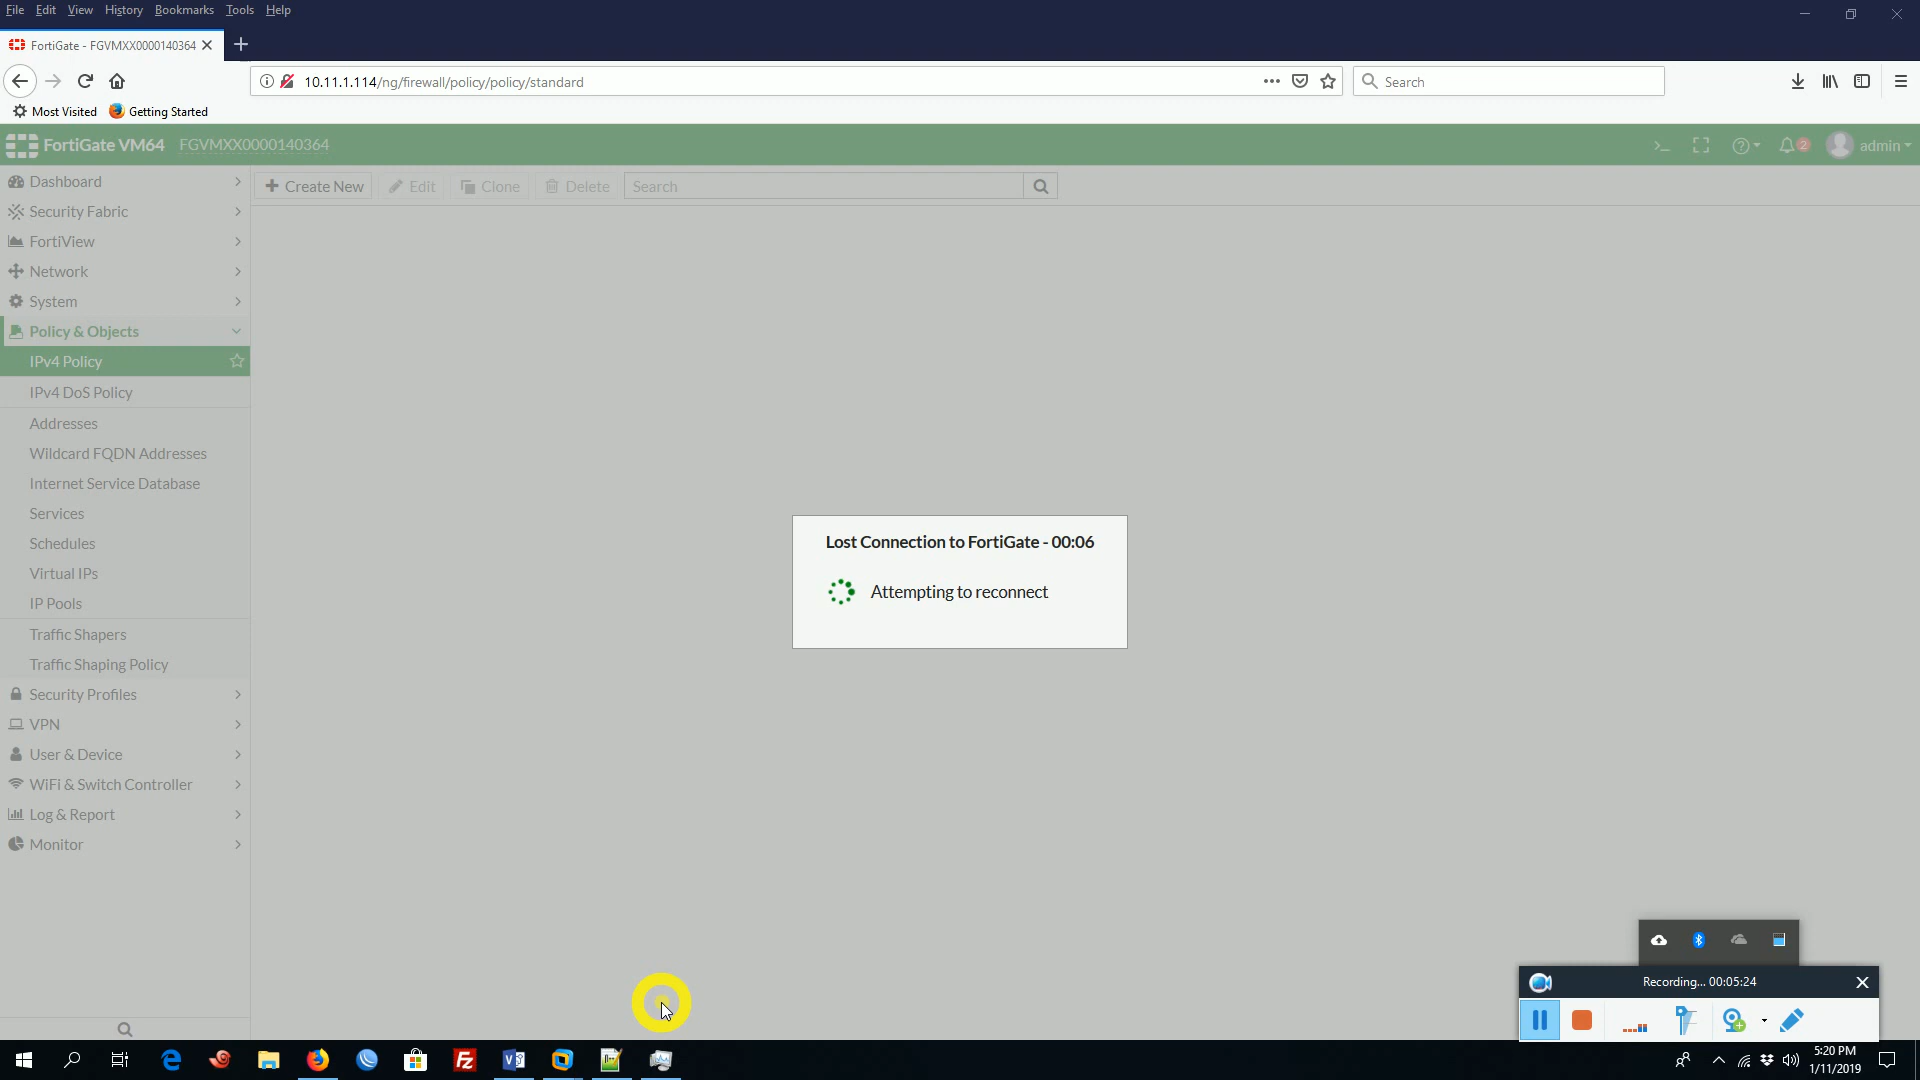 File Edit View History Bookmarks Tools Help
FortiGate - FGVMXX0000140364
10.11.1.114/ng/firewall/policy/policy/standard
Search
Most Visited Getting Started
FortiGate VM64 FGVMXX0000140364
2 admin
Dashboard
Security Fabric
FortiView
Network
System
Policy & Objects
IPv4 Policy
IPv4 DoS Policy
Addresses
Wildcard FQDN Addresses
Internet Service Database
Services
Schedules
Virtual IPs
IP Pools
Traffic Shapers
Traffic Shaping Policy
Security Profiles
VPN
User & Device
WiFi & Switch Controller
Log & Report
Monitor
Create New Edit Clone Delete Search
Lost Connection to FortiGate - 00:06
Attempting to reconnect
Recording... 00:05:24
5:20 PM
1/11/2019